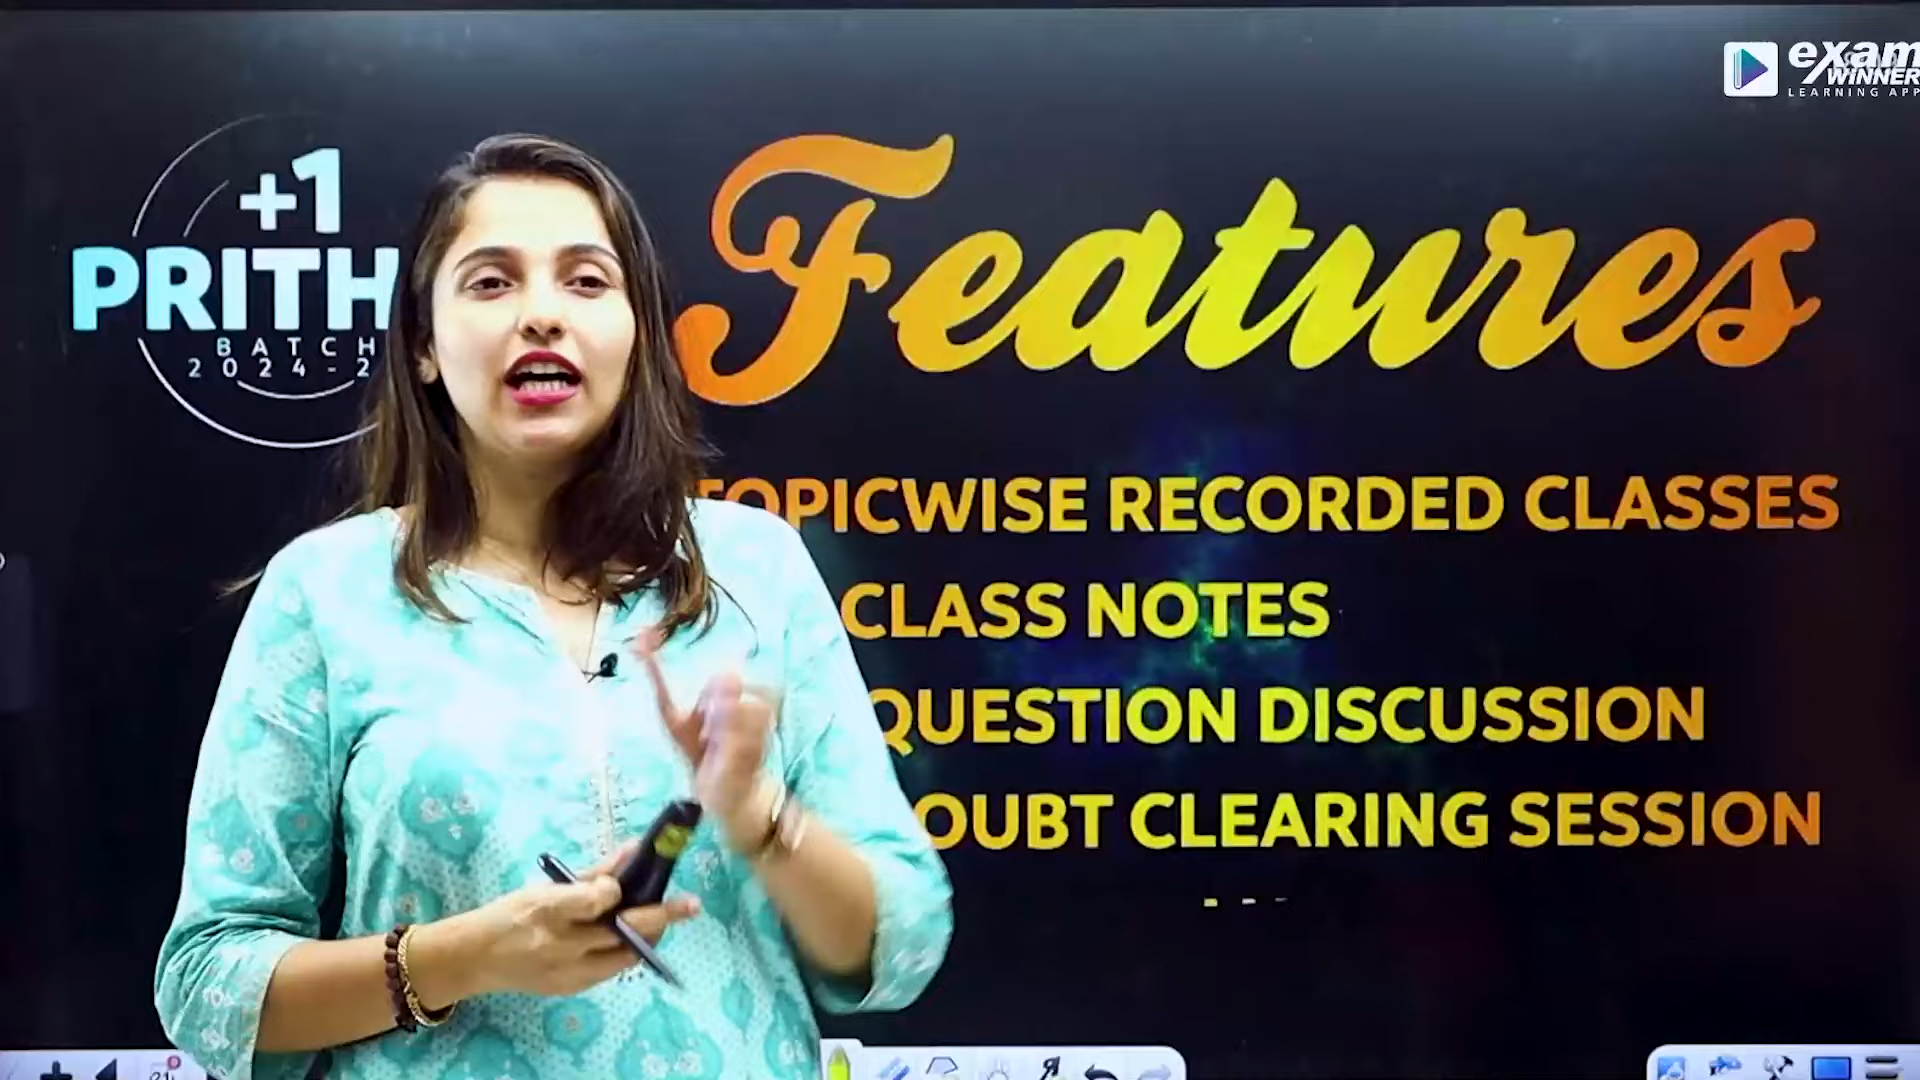 exam
WINNER
LEARNING APP
+1
PRITH
BATCH
2024-2
Features
TOPICWISE RECORDED CLASSES
CLASS NOTES
QUESTION DISCUSSION
OUBT CLEARING SESSION